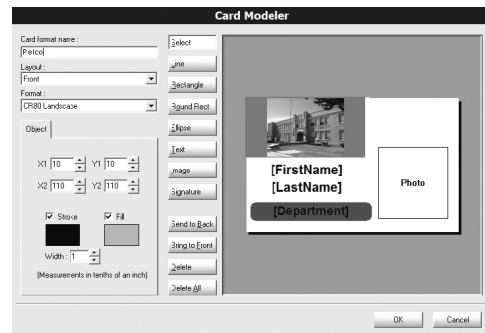 Card Modeler
Card format name :
Pelco
Layout :
Front
Format :
CR80 Landscape
Object
X1 10 Y1 10
X2 110 Y2 110
Stroke Fill
Width : 1
(Measurements in tenths of an inch)
Select
Line
Rectangle
Round Rect
Ellipse
Text
Image
Signature
Send to Back
Bring to Front
Delete
Delete All
[FirstName]
[LastName]
[Department]
Photo
OK Cancel